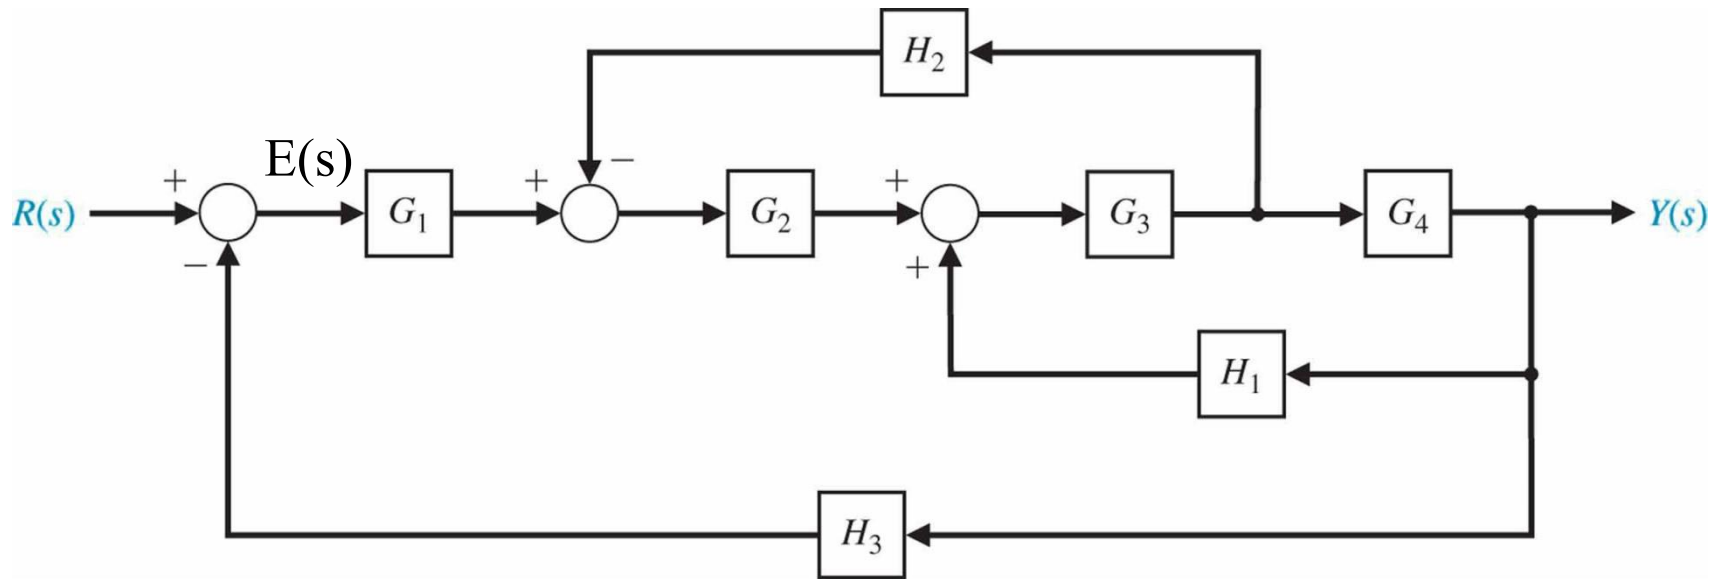 H₂
E(s)
+ − + +
R(s) G₁ G₂ G₃ G₄ Y(s)
− +
H₁
H₃